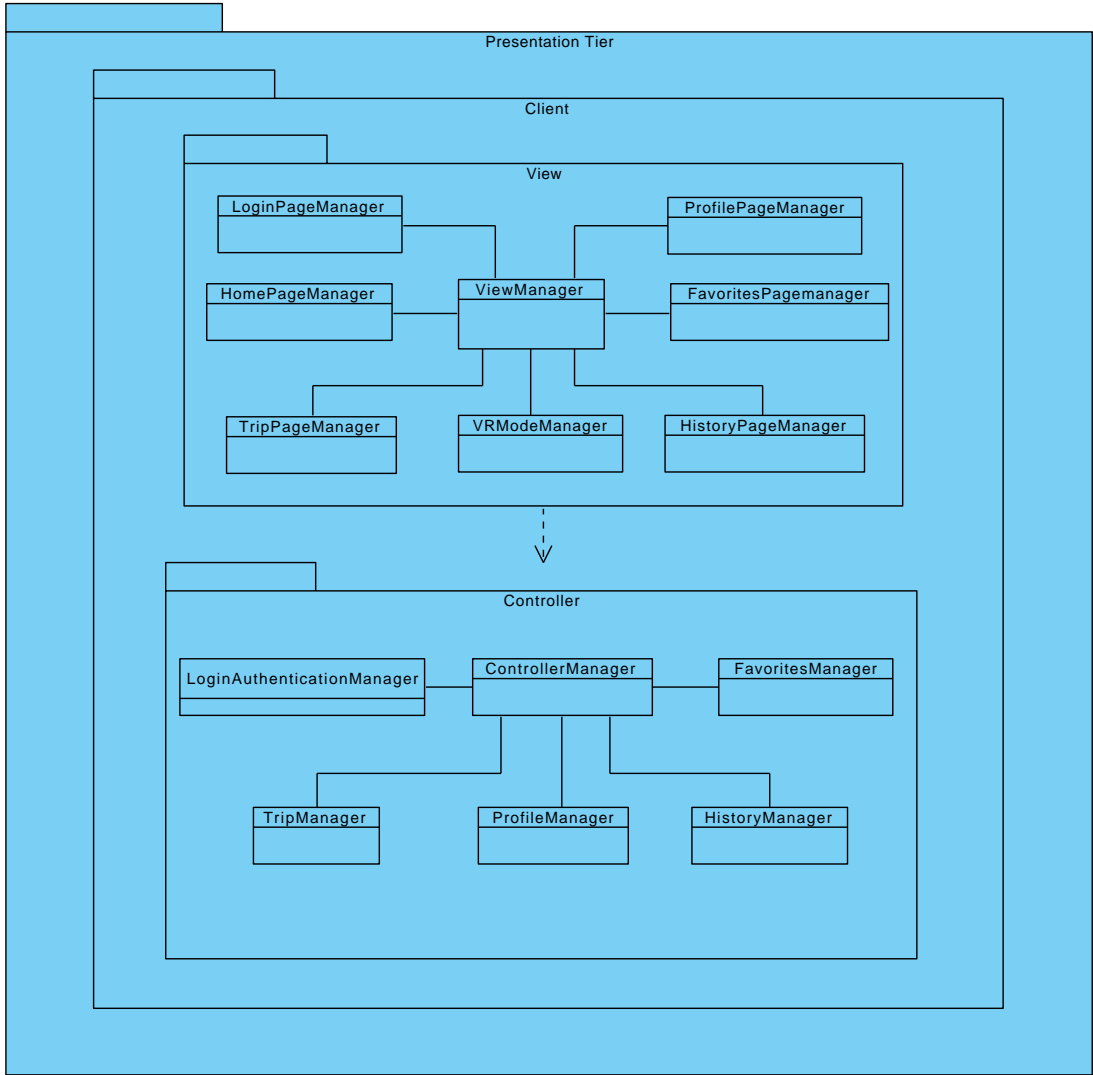 Presentation Tier
Client
View
LoginPageManager
ProfilePageManager
HomePageManager
ViewManager
FavoritesPagemanager
TripPageManager
VRModeManager
HistoryPageManager
Controller
LoginAuthenticationManager
ControllerManager
FavoritesManager
TripManager
ProfileManager
HistoryManager